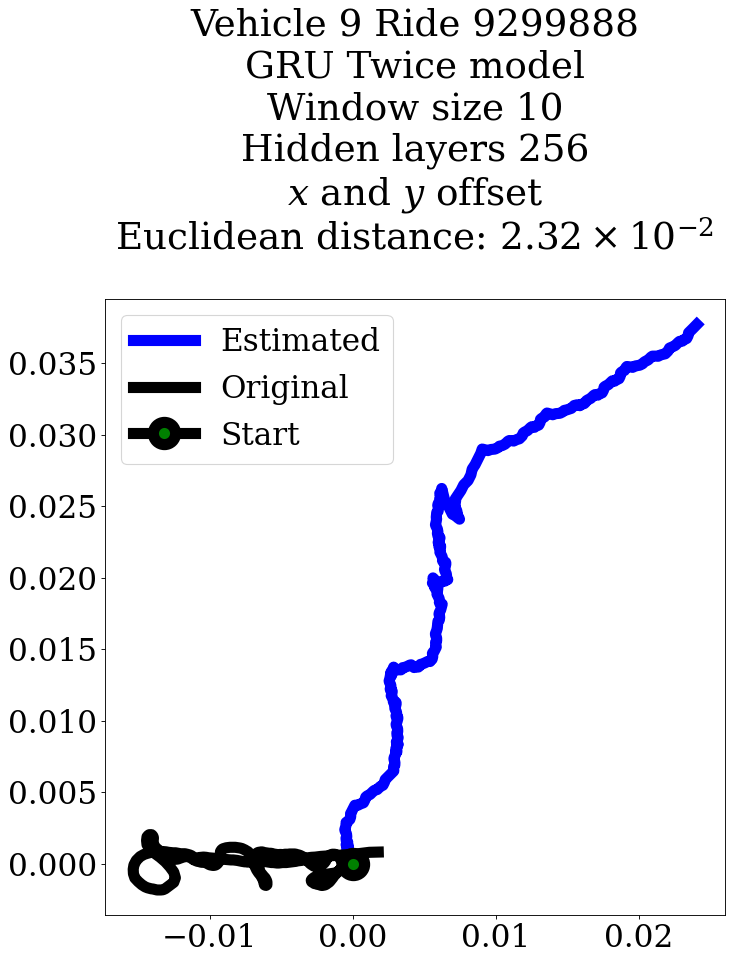 Vehicle 9 Ride 9299888
GRU Twice model
Window size 10
Hidden layers 256
x and y offset
Euclidean distance: 2.32 × 10⁻²
Estimated
Original
Start
0.035
0.030
0.025
0.020
0.015
0.010
0.005
0.000
−0.01 0.00 0.01 0.02